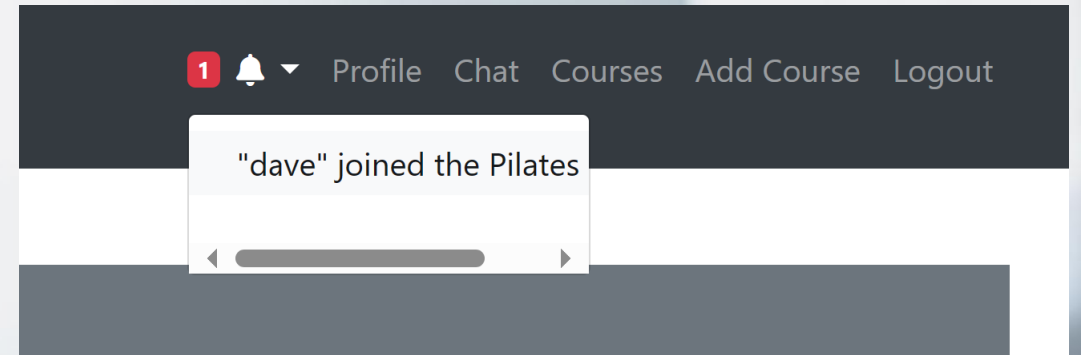 1 Profile Chat Courses Add Course Logout
"dave" joined the Pilates